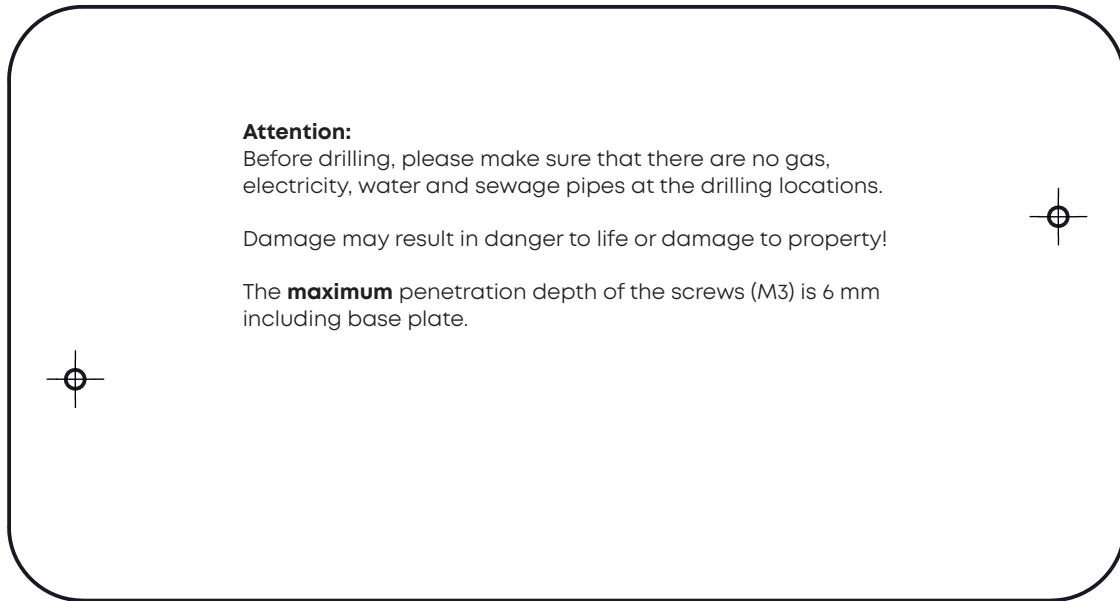 Attention:
Before drilling, please make sure that there are no gas,
electricity, water and sewage pipes at the drilling locations.
Damage may result in danger to life or damage to property!
The maximum penetration depth of the screws (M3) is 6 mm
including base plate.